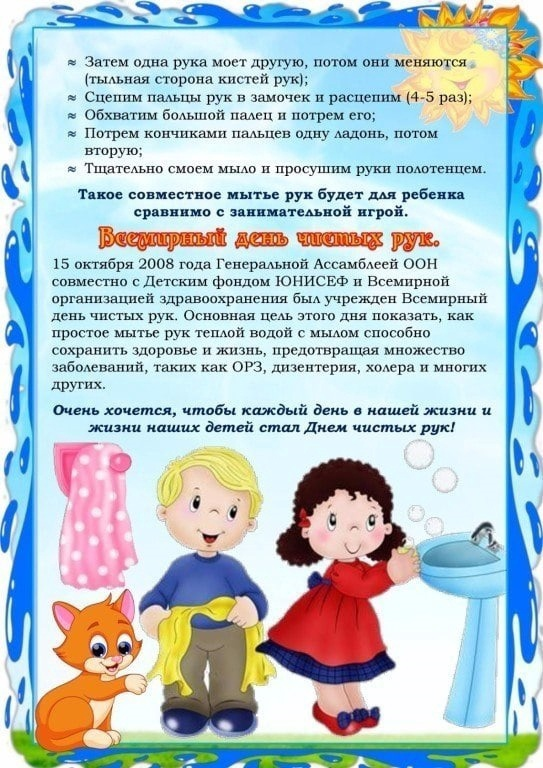 ≈ Затем одна рука моет другую, потом они меняются
(тыльная сторона кистей рук);
≈ Сцепим пальцы рук в замочек и расцепим (4-5 раз);
≈ Обхватим большой палец и потрем его;
≈ Потрем кончиками пальцев одну ладонь, потом
вторую;
≈ Тщательно смоем мыло и просушим руки полотенцем.
Такое совместное мытье рук будет для ребенка
сравнимо с занимательной игрой.
Всемирный день чистых рук.
15 октября 2008 года Генеральной Ассамблеей ООН
совместно с Детским фондом ЮНИСЕФ и Всемирной
организацией здравоохранения был учрежден Всемирный
день чистых рук. Основная цель этого дня показать, как
простое мытье рук теплой водой с мылом способно
сохранить здоровье и жизнь, предотвращая множество
заболеваний, таких как ОРЗ, дизентерия, холера и многих
других.
Очень хочется, чтобы каждый день в нашей жизни и
жизни наших детей стал Днем чистых рук!